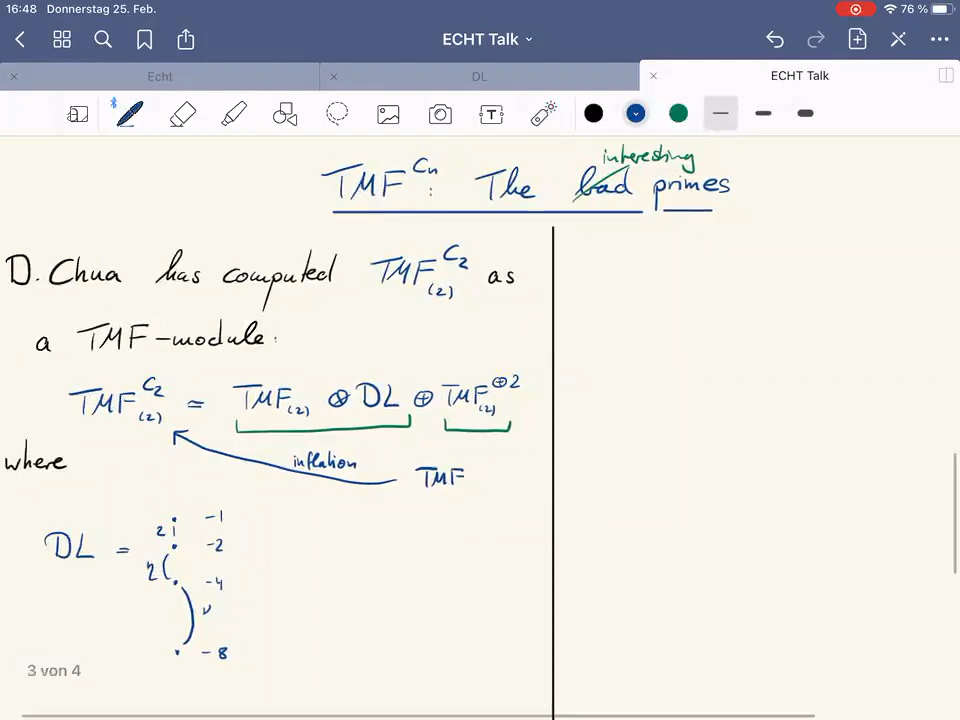 16:48 Donnerstag 25. Feb. 76 %
ECHT Talk
Echt DL ECHT Talk
interesting
TMF^{Cn} : The bad primes
D. Chua has computed TMF_{(2)}^{C_2} as
a TMF-module:
TMF_{(2)}^{C_2} = TMF_{(2)} ⊗ DL ⊕ TMF_{(2)}^{⊕2}
where inflation TMF
DL =
-1
2
-2
η
-4
ν
-8
3 von 4